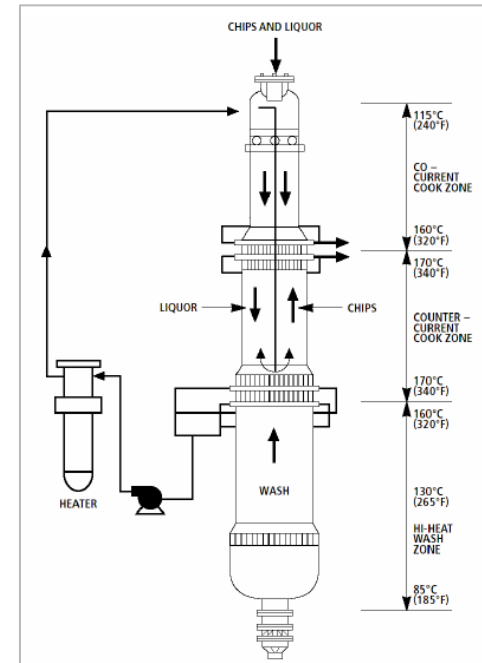 CHIPS AND LIQUOR
115°C
(240°F)
CO –
CURRENT
COOK ZONE
160°C
(320°F)
170°C
(340°F)
LIQUOR
CHIPS
COUNTER –
CURRENT
COOK ZONE
170°C
(340°F)
160°C
(320°F)
HEATER
WASH
130°C
(265°F)
HI-HEAT
WASH
ZONE
85°C
(185°F)